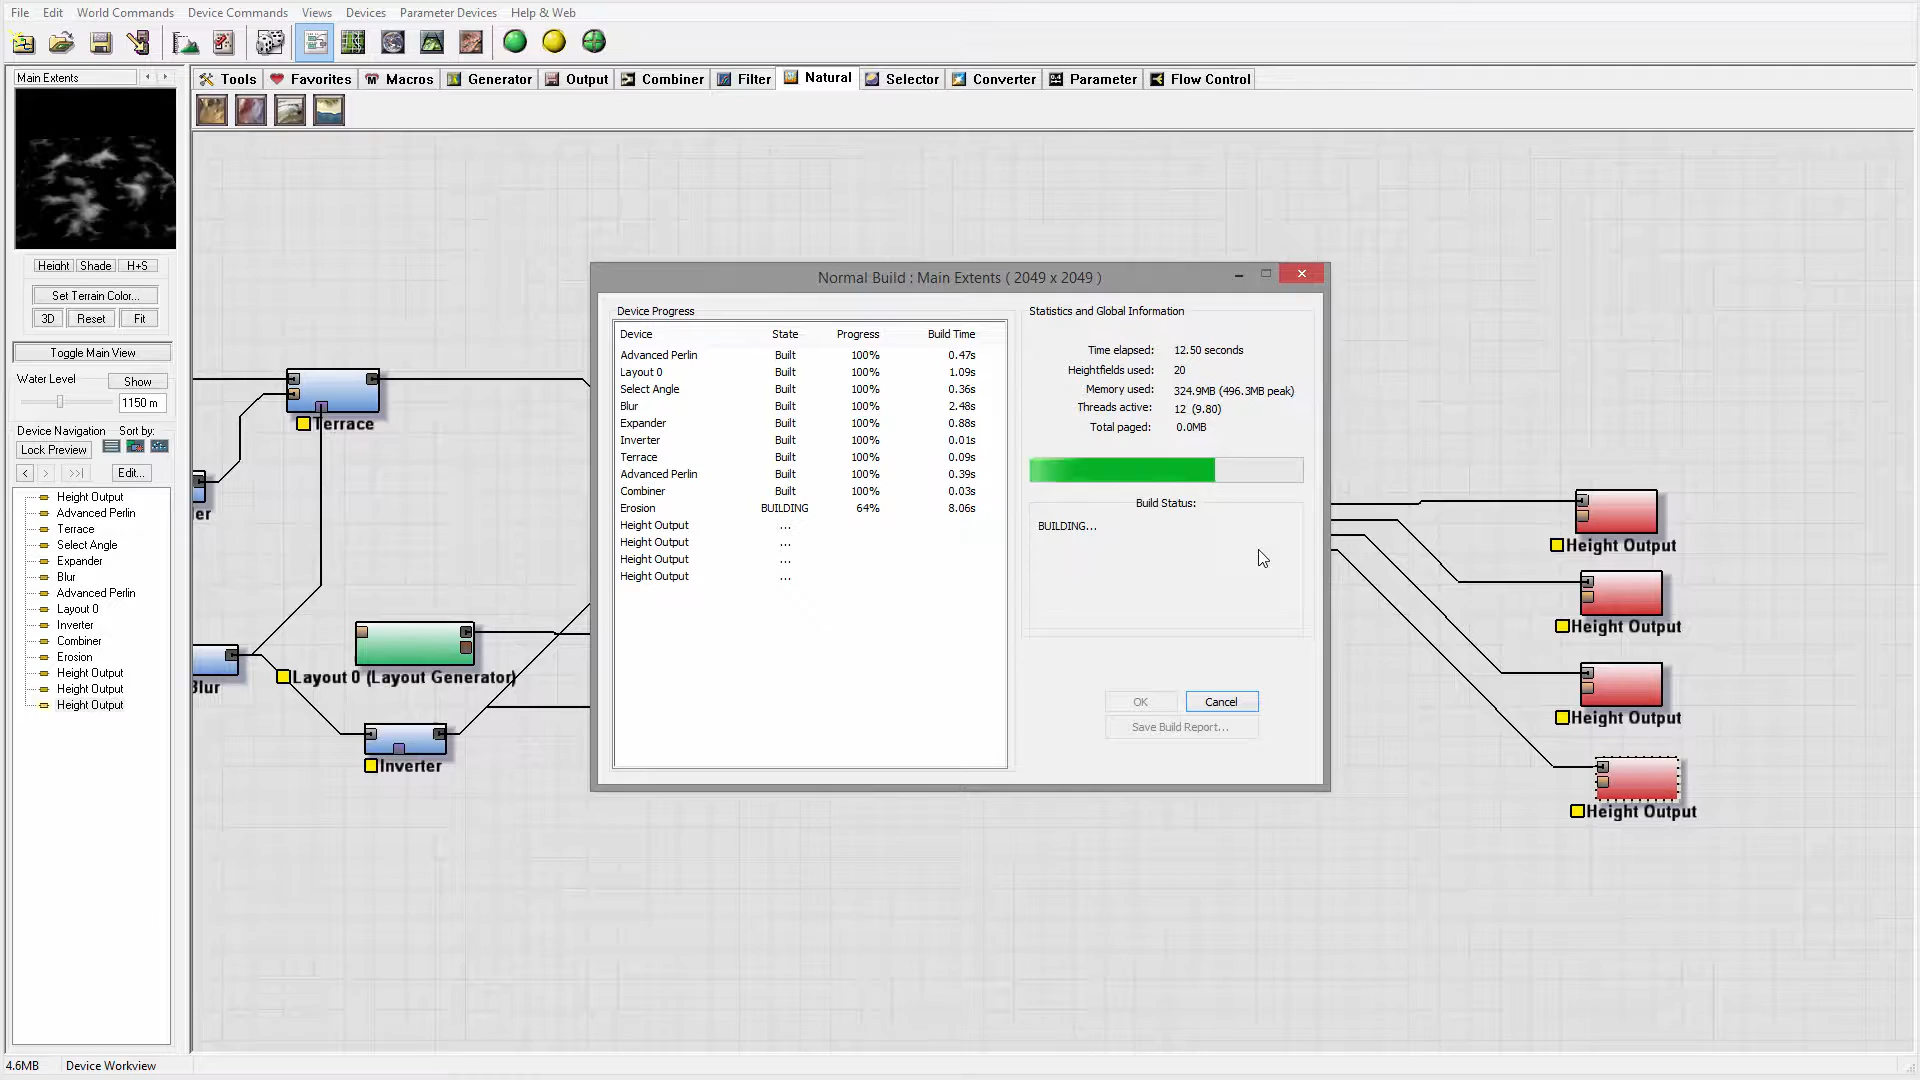 File Edit World Commands Device Commands Views Devices Parameter Devices Help & Web
Main Extents
Tools Favorites Macros Generator Output Combiner Filter Natural Selector Converter Parameter Flow Control
Height Shade H+S
Set Terrain Color...
3D Reset Fit
Toggle Main View
Water Level Show
1150 m
Device Navigation Sort by:
Lock Preview
< > >>| Edit...
Height Output
Advanced Perlin
Terrace
Select Angle
Expander
Blur
Advanced Perlin
Layout 0
Inverter
Combiner
Erosion
Height Output
Height Output
Height Output
4.6MB Device Workview
Terrace
er
Blur
Layout 0 (Layout Generator)
Inverter
Normal Build : Main Extents ( 2049 x 2049 )
Device Progress
Device State Progress Build Time
Advanced Perlin Built 100% 0.47s
Layout 0 Built 100% 1.09s
Select Angle Built 100% 0.36s
Blur Built 100% 2.48s
Expander Built 100% 0.88s
Inverter Built 100% 0.01s
Terrace Built 100% 0.09s
Advanced Perlin Built 100% 0.39s
Combiner Built 100% 0.03s
Erosion BUILDING 64% 8.06s
Height Output ...
Height Output ...
Height Output ...
Height Output ...
Statistics and Global Information
Time elapsed: 12.50 seconds
Heightfields used: 20
Memory used: 324.9MB (496.3MB peak)
Threads active: 12 (9.80)
Total paged: 0.0MB
Build Status:
BUILDING...
OK Cancel
Save Build Report...
Height Output
Height Output
Height Output
Height Output